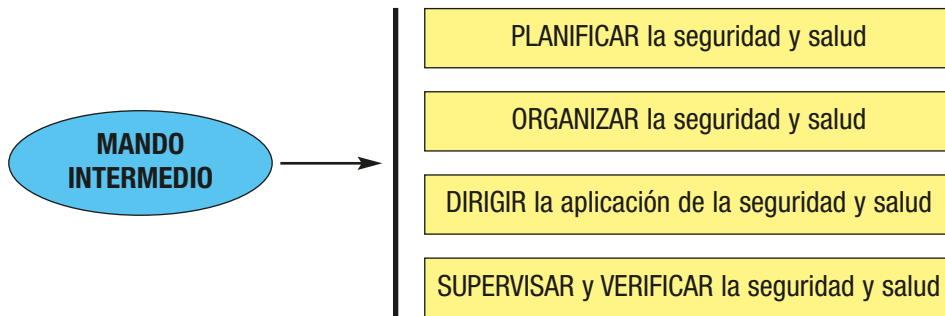 MANDO
INTERMEDIO
PLANIFICAR la seguridad y salud
ORGANIZAR la seguridad y salud
DIRIGIR la aplicación de la seguridad y salud
SUPERVISAR y VERIFICAR la seguridad y salud